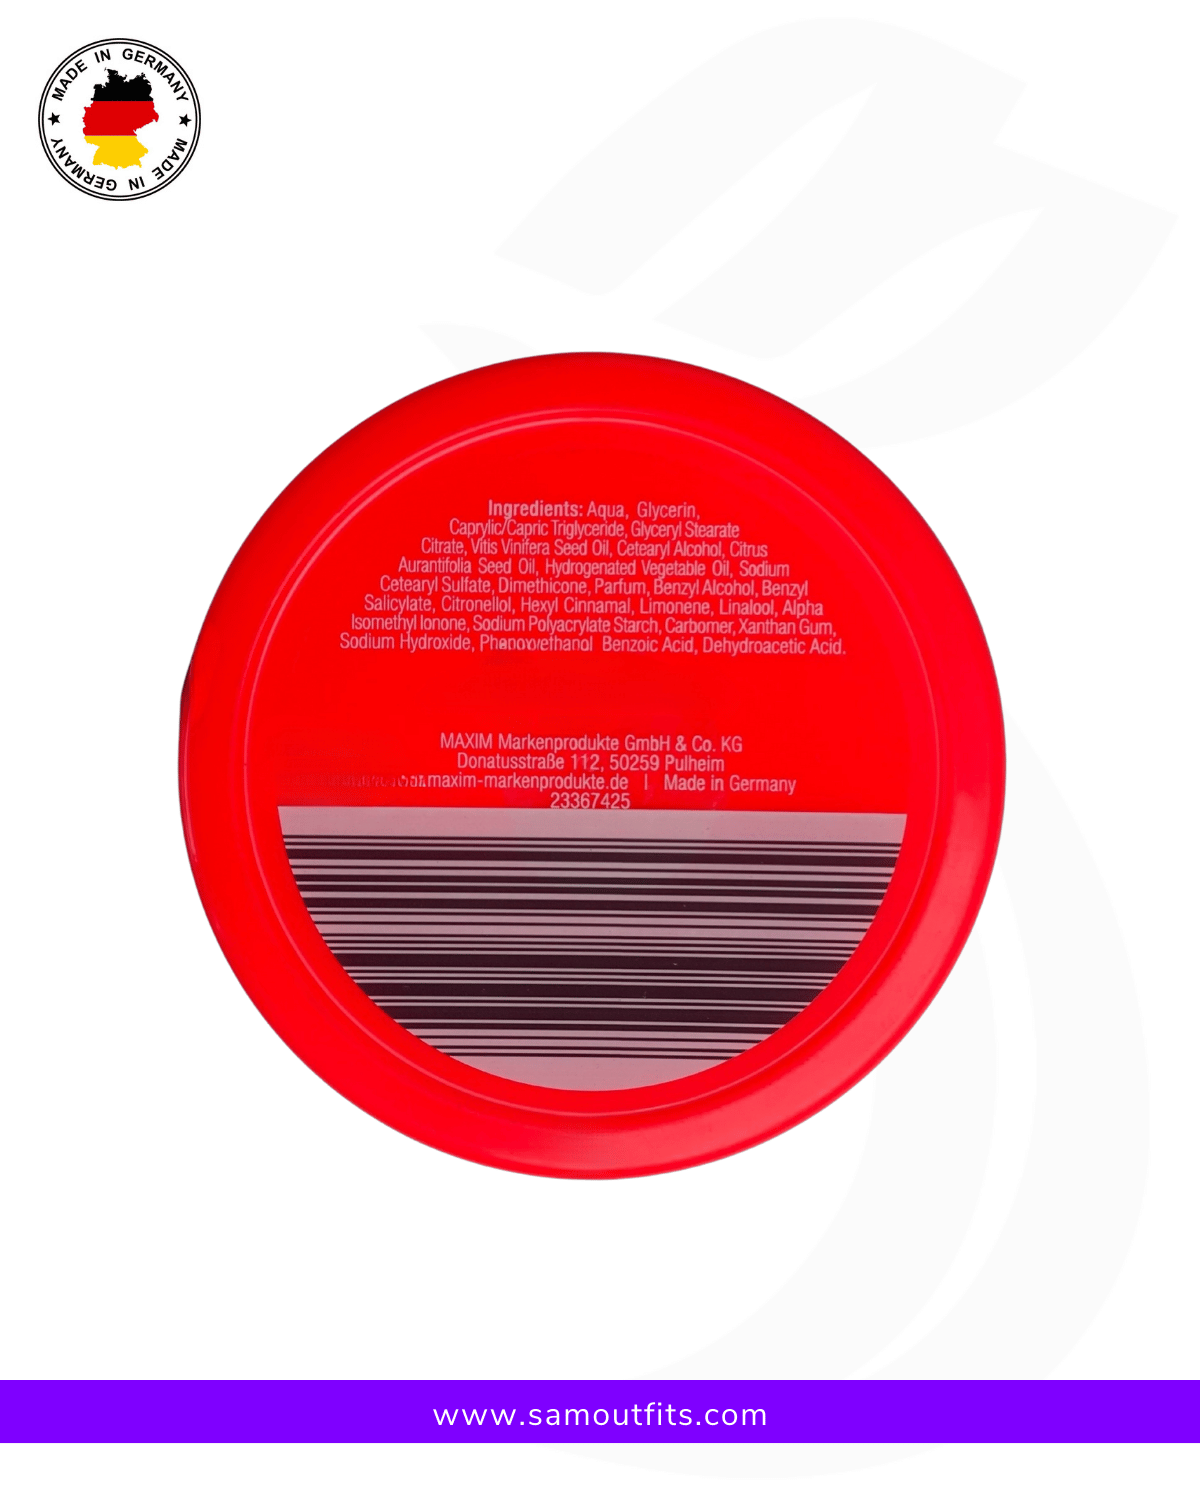 MADE IN GERMANY
MADE IN GERMANY
Ingredients: Aqua, Glycerin,
Caprylic/Capric Triglyceride, Glyceryl Stearate
Citrate, Vitis Vinifera Seed Oil, Cetearyl Alcohol, Citrus
Aurantifolia Seed Oil, Hydrogenated Vegetable Oil, Sodium
Cetearyl Sulfate, Dimethicone, Parfum, Benzyl Alcohol, Benzyl
Salicylate, Citronellol, Hexyl Cinnamal, Limonene, Linalool, Alpha
Isomethyl Ionone, Sodium Polyacrylate Starch, Carbomer, Xanthan Gum,
Sodium Hydroxide, Benzoic Acid, Dehydroacetic Acid.
MAXIM Markenprodukte GmbH & Co. KG
Donatusstraße 112, 50259 Pulheim
maxim-markenprodukte.de | Made in Germany
23367425
www.samoutfits.com